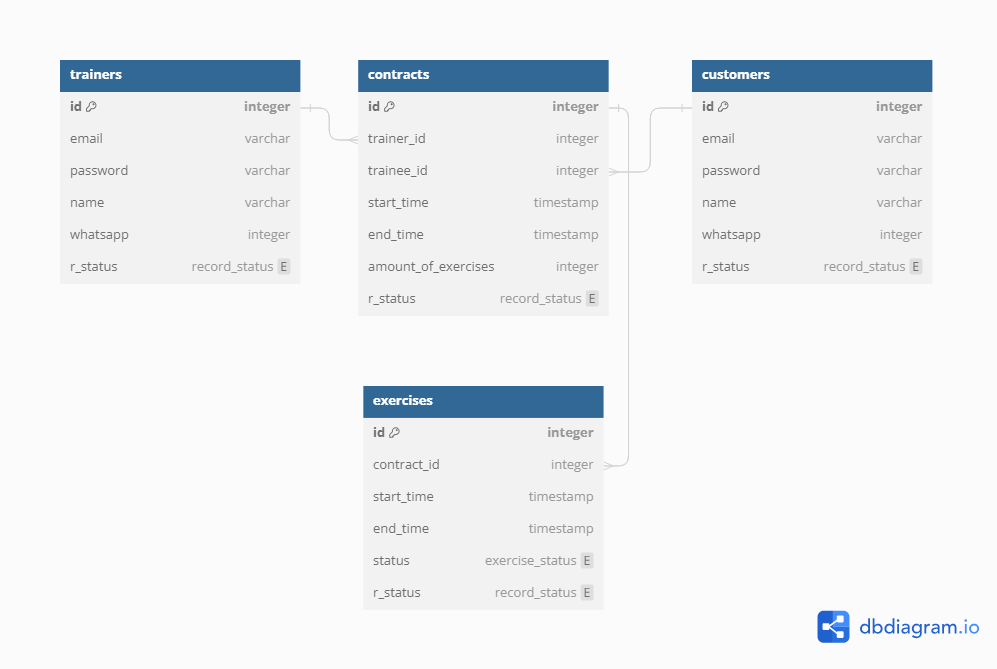 trainers
id integer
email varchar
password varchar
name varchar
whatsapp integer
r_status record_status E
contracts
id integer
trainer_id integer
trainee_id integer
start_time timestamp
end_time timestamp
amount_of_exercises integer
r_status record_status E
customers
id integer
email varchar
password varchar
name varchar
whatsapp integer
r_status record_status E
exercises
id integer
contract_id integer
start_time timestamp
end_time timestamp
status exercise_status E
r_status record_status E
dbdiagram.io